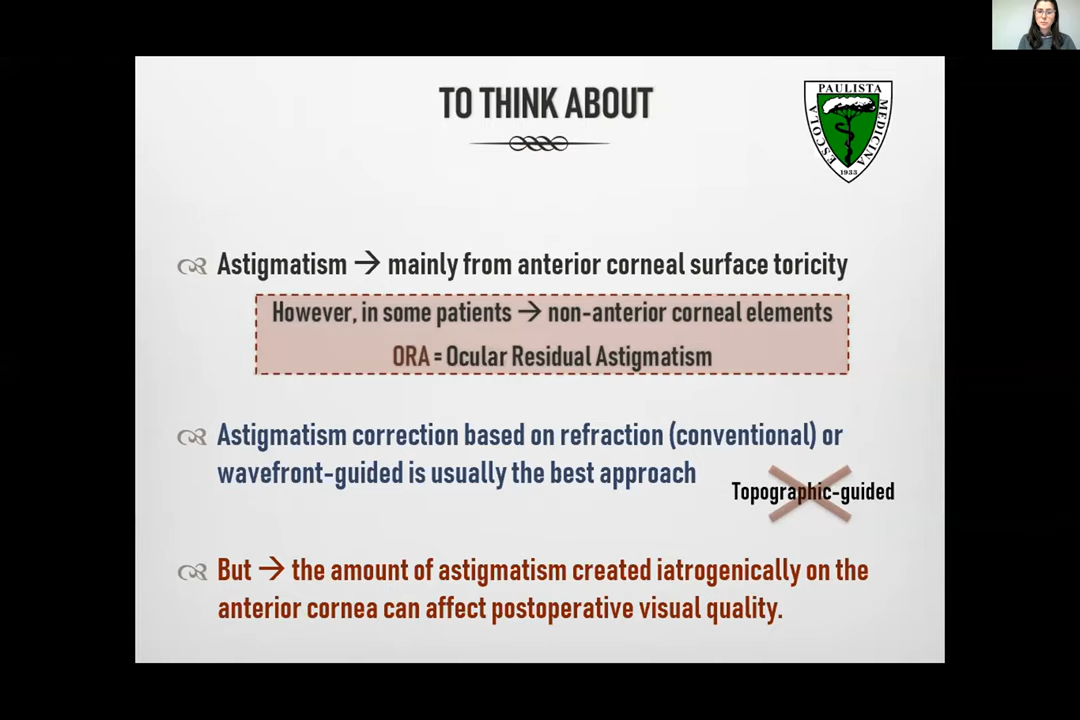 TO THINK ABOUT
PAULISTA
ESCOLA
MEDICINA
1933
Astigmatism → mainly from anterior corneal surface toricity
However, in some patients → non-anterior corneal elements
ORA = Ocular Residual Astigmatism
Astigmatism correction based on refraction (conventional) or
wavefront-guided is usually the best approach
Topographic-guided
But → the amount of astigmatism created iatrogenically on the
anterior cornea can affect postoperative visual quality.